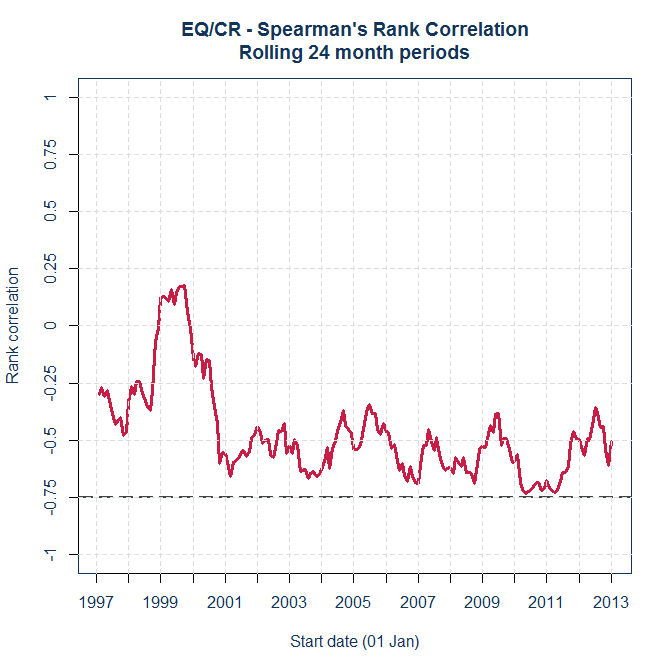 EQ/CR - Spearman's Rank Correlation
Rolling 24 month periods
1
0.75
0.5
0.25
0
-0.25
-0.5
-0.75
-1
Rank correlation
1997 1999 2001 2003 2005 2007 2009 2011 2013
Start date (01 Jan)